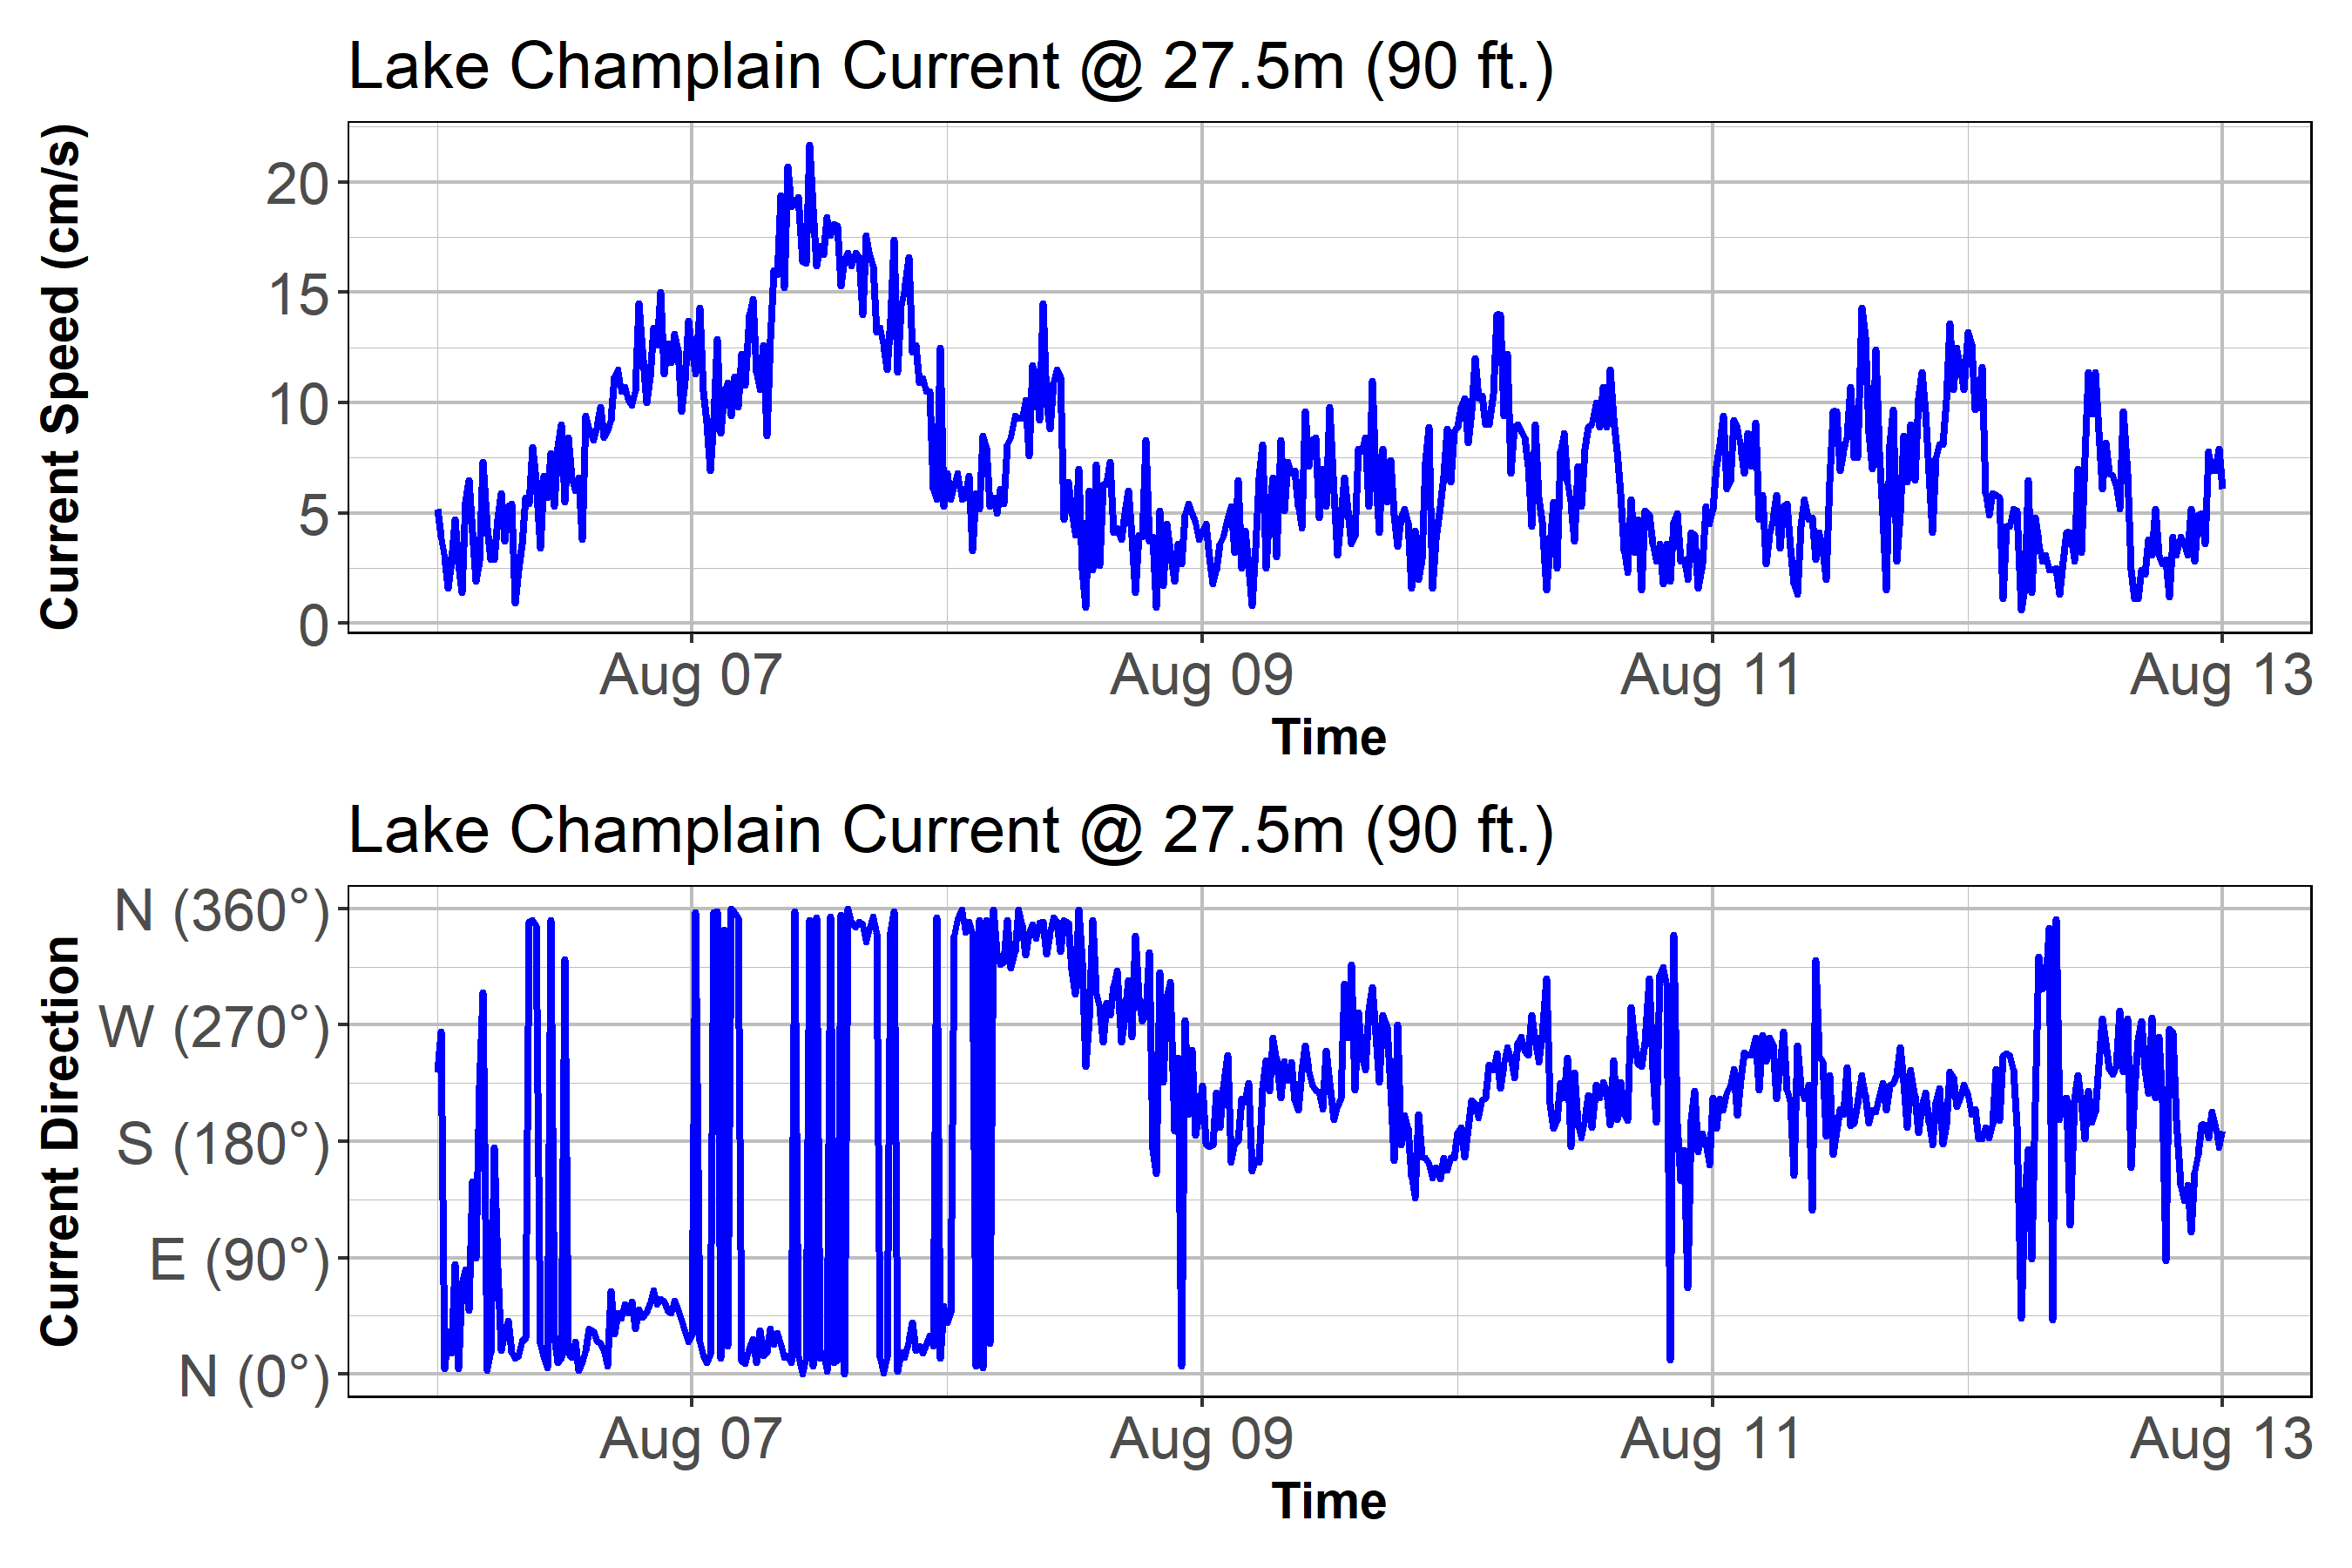 Lake Champlain Current @ 27.5m (90 ft.)
Current Speed (cm/s)
20
15
10
5
0
Aug 07 Aug 09 Aug 11 Aug 13
Time
Lake Champlain Current @ 27.5m (90 ft.)
Current Direction
N (360°)
W (270°)
S (180°)
E (90°)
N (0°)
Aug 07 Aug 09 Aug 11 Aug 13
Time